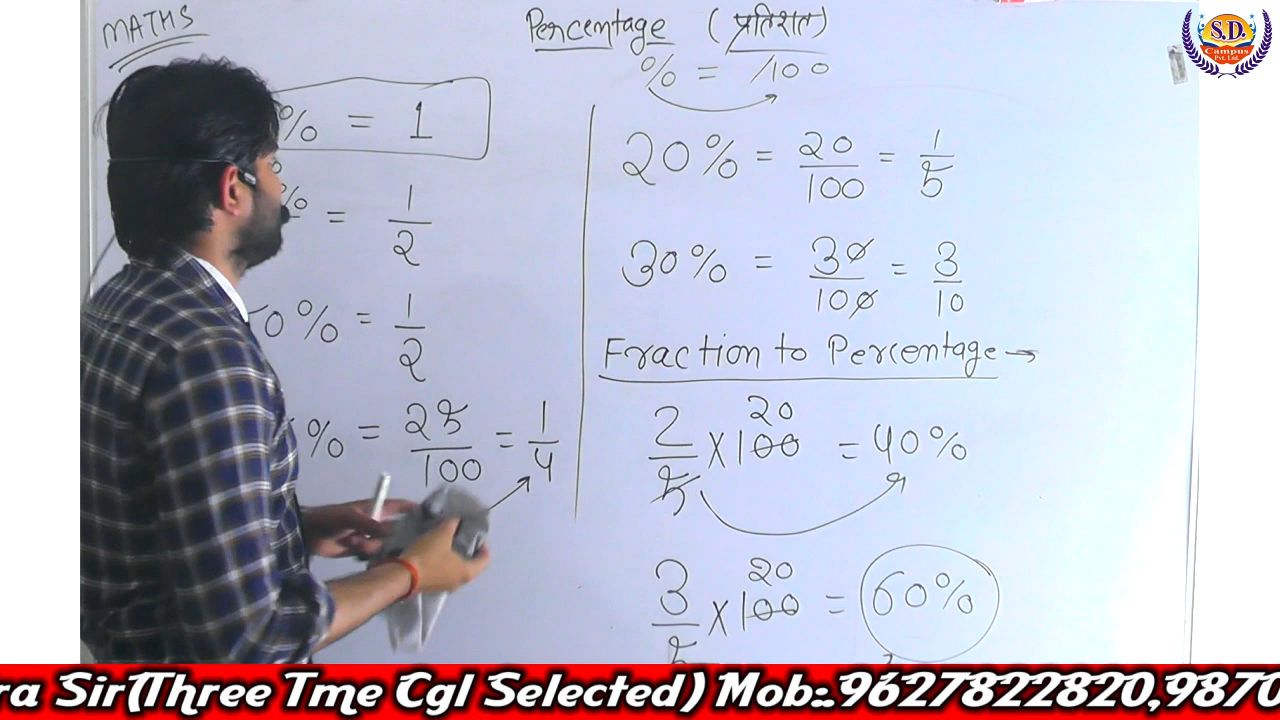 MATHS
Percentage (प्रतिशत)
% = /100
% = 1
% = 1/2
0% = 1/2
% = 25/100 = 1/4
20% = 20/100 = 1/5
30% = 30/100 = 3/10
Fraction to Percentage →
20
2/5 × 100 = 40%
20
3/5 × 100 = 60%
S.D.
Campus
Pvt. Ltd.
ra Sir(Three Tme Cgl Selected) Mob:.9627822820,9870